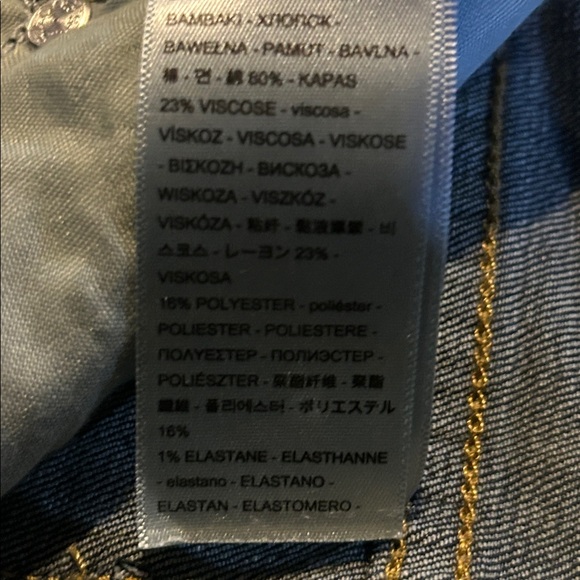 BAMBAKI - ХЛОПОК -
BAWEŁNA - PAMUT - BAVLNA -
棉 - 면 - 綿 60% - KAPAS
23% VISCOSE - viscosa -
VİSKOZ - VISCOSA - VISKOSE
- ΒΙΣΚΟΖΗ - ВИСКОЗА -
WISKOZA - VISZKÓZ -
VISKÓZA - 粘纤 - 黏液嫘縈 - 비
스코스 - レーヨン 23% -
VISKOSA
16% POLYESTER - poliéster -
POLIESTER - POLIESTERE -
ΠΟΛΥΕΣΤΕΡ - ПОЛИЭСТЕР -
POLIÉSZTER - 聚酯纤维 - 聚酯
纖維 - 폴리에스터 - ポリエステル
16%
1% ELASTANE - ELASTHANNE
- elastano - ELASTANO -
ELASTAN - ELASTOMERO -